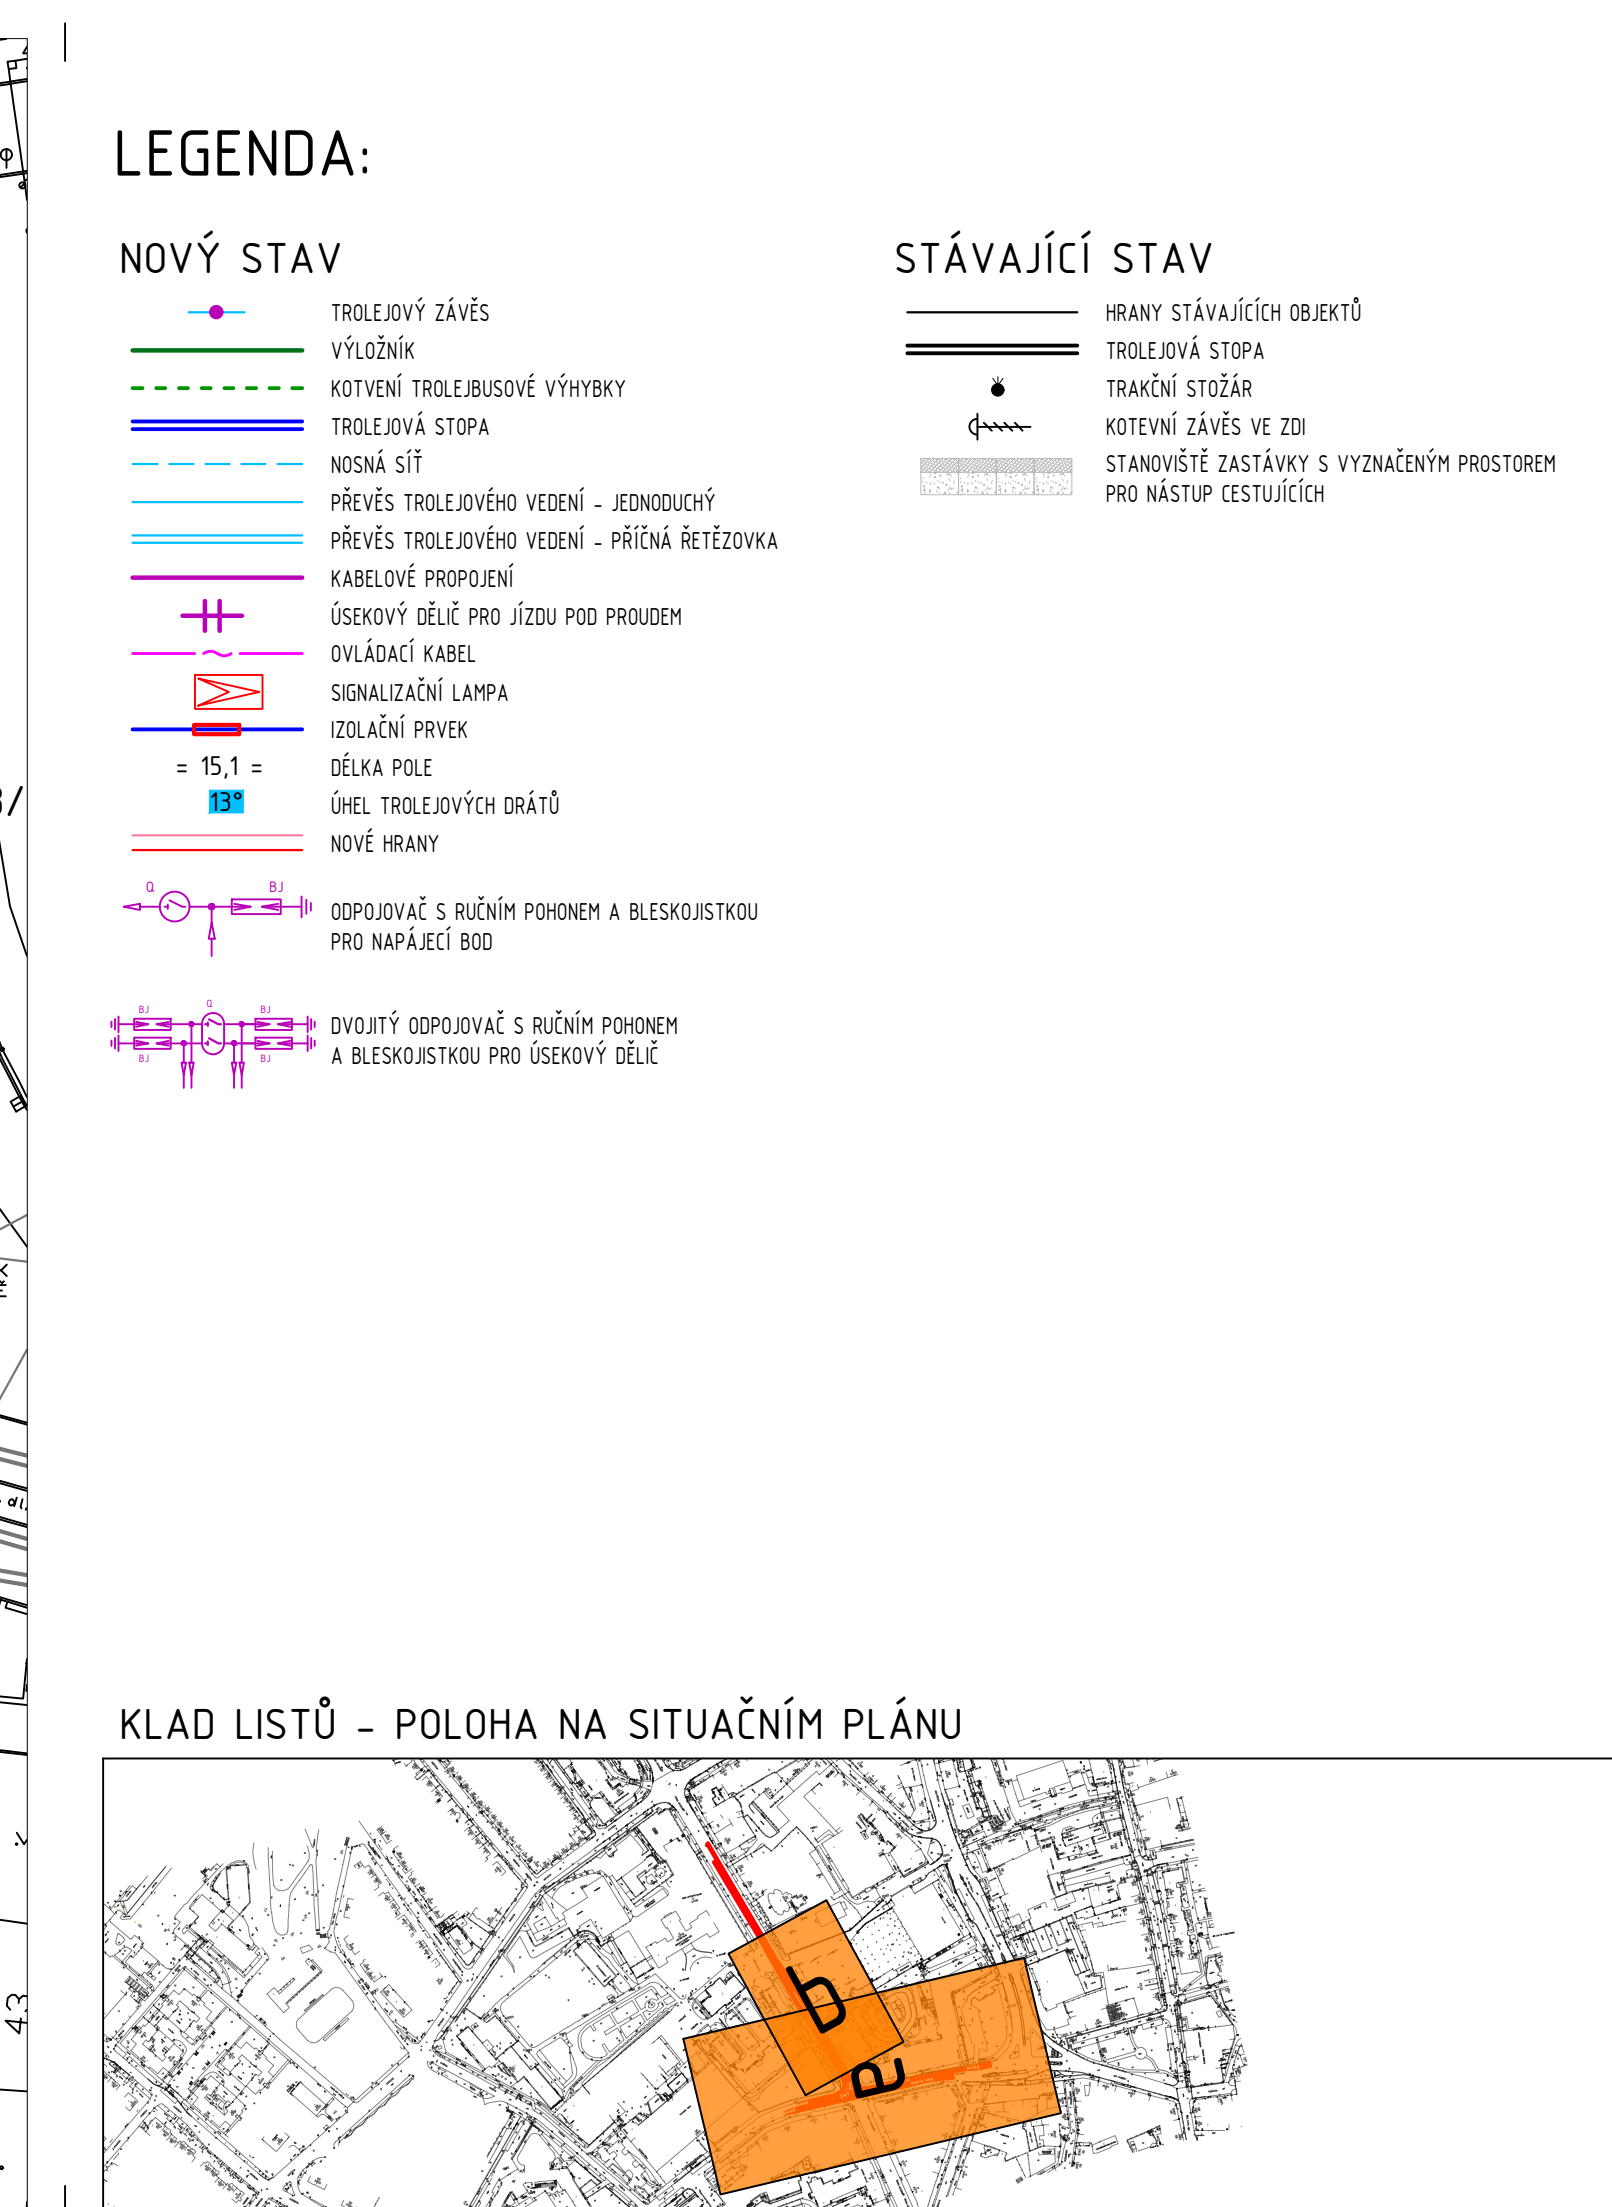 LEGENDA:
NOVÝ STAV
TROLEJOVÝ ZÁVĚS
VÝLOŽNÍK
KOTVENÍ TROLEJBUSOVÉ VÝHYBKY
TROLEJOVÁ STOPA
NOSNÁ SÍŤ
PŘEVĚS TROLEJOVÉHO VEDENÍ - JEDNODUCHÝ
PŘEVĚS TROLEJOVÉHO VEDENÍ - PŘÍČNÁ ŘETĚZOVKA
KABELOVÉ PROPOJENÍ
ÚSEKOVÝ DĚLIČ PRO JÍZDU POD PROUDEM
OVLÁDACÍ KABEL
SIGNALIZAČNÍ LAMPA
IZOLAČNÍ PRVEK
= 15,1 = DÉLKA POLE
13° ÚHEL TROLEJOVÝCH DRÁTŮ
NOVÉ HRANY
Q BJ
ODPOJOVAČ S RUČNÍM POHONEM A BLESKOJISTKOU
PRO NAPÁJECÍ BOD
BJ Q BJ
DVOJITÝ ODPOJOVAČ S RUČNÍM POHONEM
A BLESKOJISTKOU PRO ÚSEKOVÝ DĚLIČ
BJ BJ
STÁVAJÍCÍ STAV
HRANY STÁVAJÍCÍCH OBJEKTŮ
TROLEJOVÁ STOPA
TRAKČNÍ STOŽÁR
KOTEVNÍ ZÁVĚS VE ZDI
STANOVIŠTĚ ZASTÁVKY S VYZNAČENÝM PROSTOREM
PRO NÁSTUP CESTUJÍCÍCH
43
KLAD LISTŮ - POLOHA NA SITUAČNÍM PLÁNU
b
a